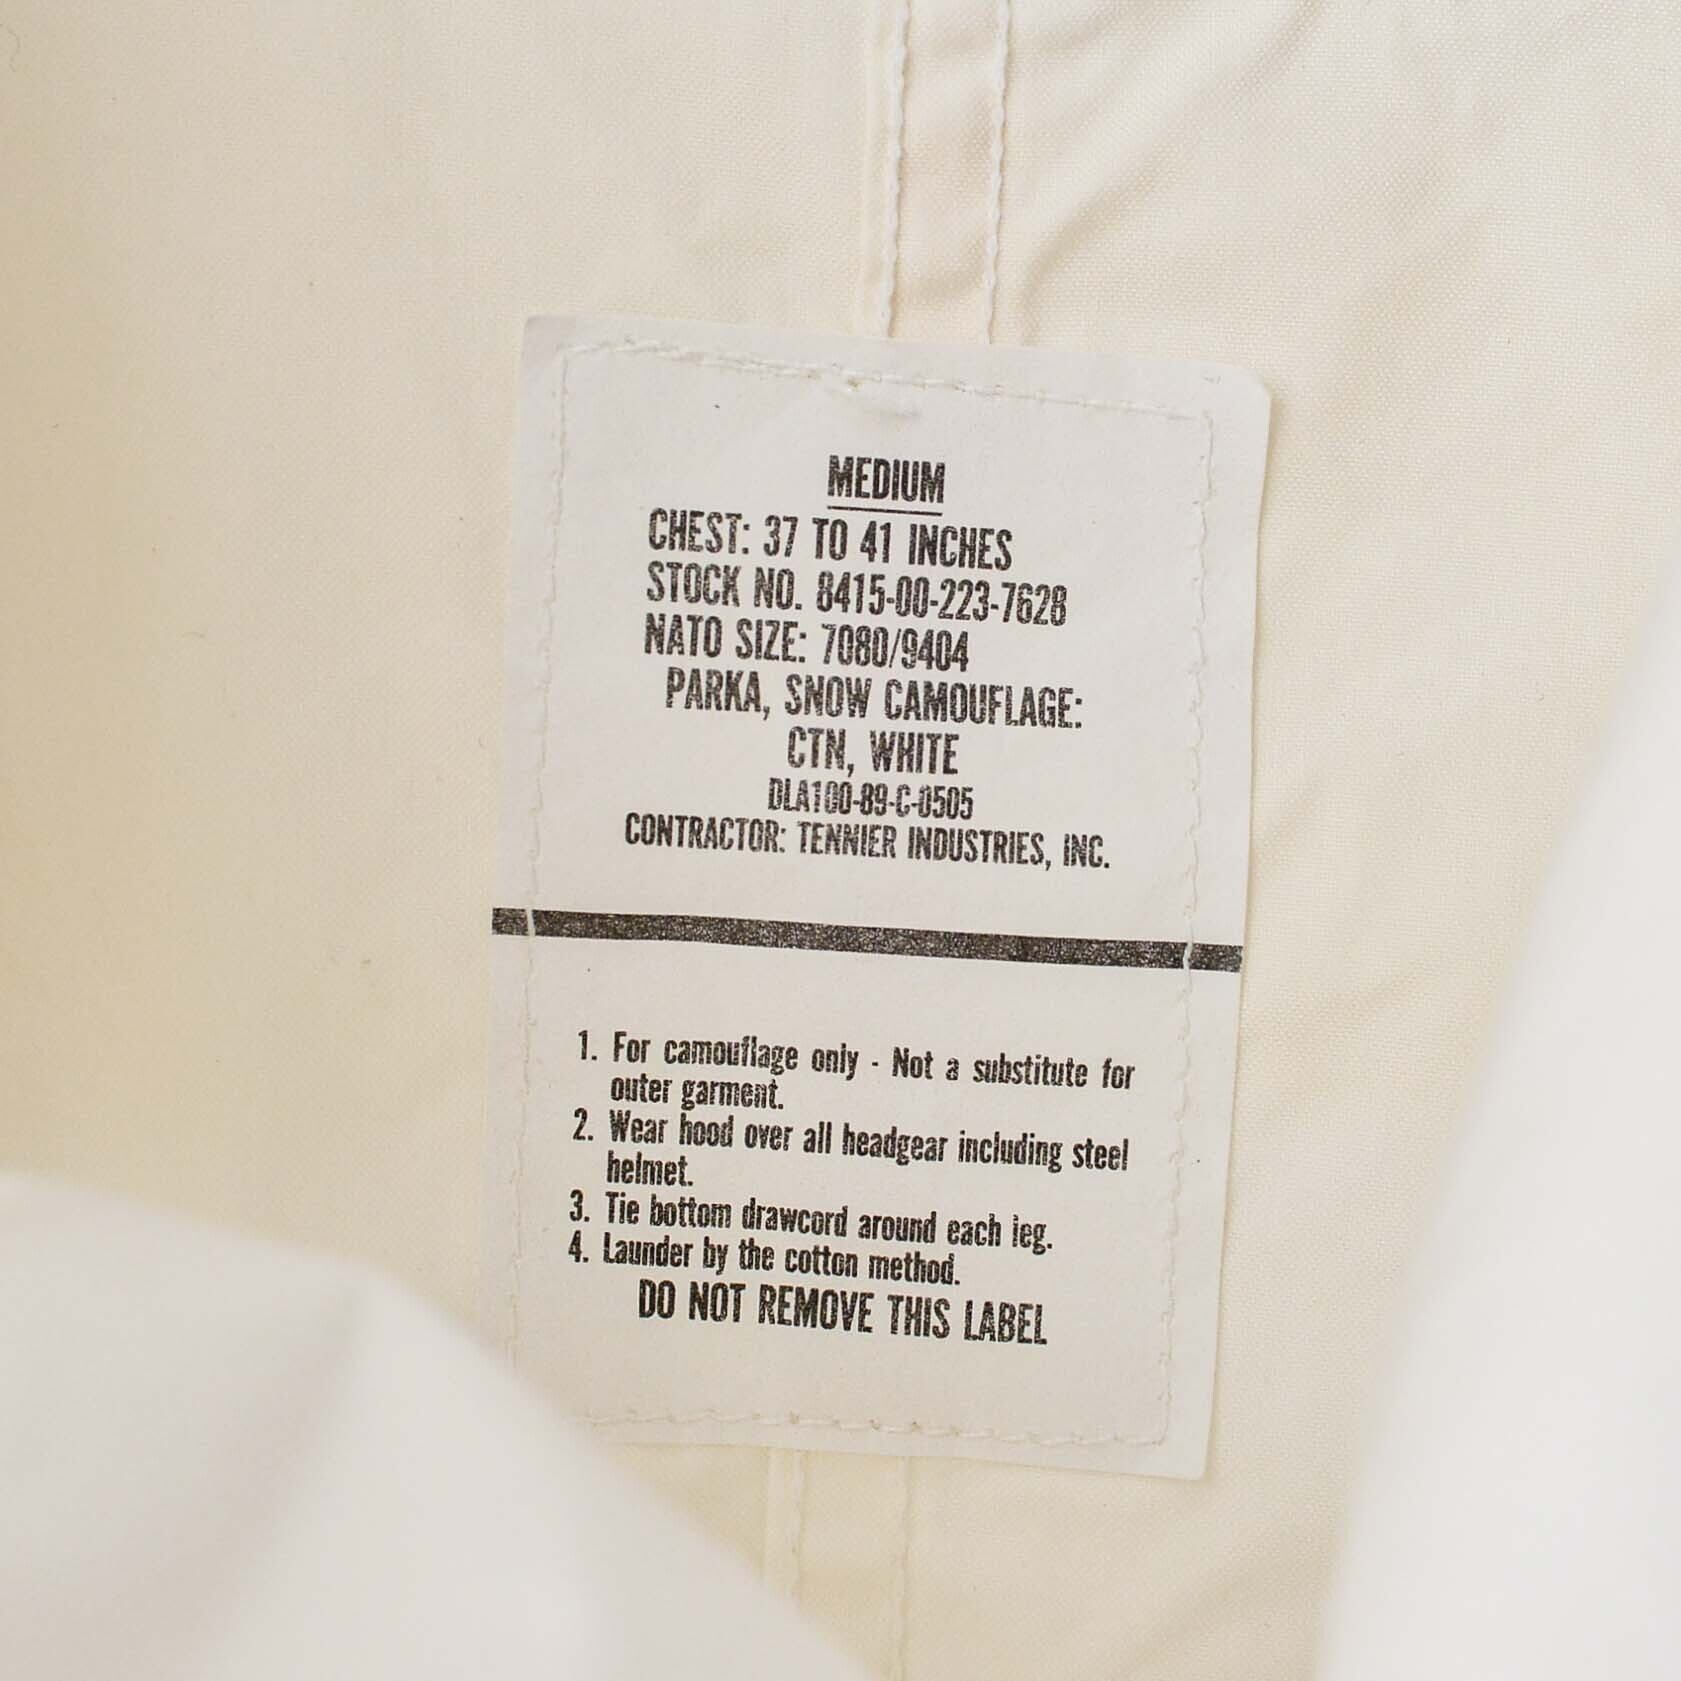 MEDIUM
CHEST: 37 TO 41 INCHES
STOCK NO. 8415-00-223-7628
NATO SIZE: 7080/9404
PARKA, SNOW CAMOUFLAGE:
CTN, WHITE
DLA100-89-C-0505
CONTRACTOR: TENNIER INDUSTRIES, INC.
1. For camouflage only - Not a substitute for
outer garment.
2. Wear hood over all headgear including steel
helmet.
3. Tie bottom drawcord around each leg.
4. Launder by the cotton method.
DO NOT REMOVE THIS LABEL